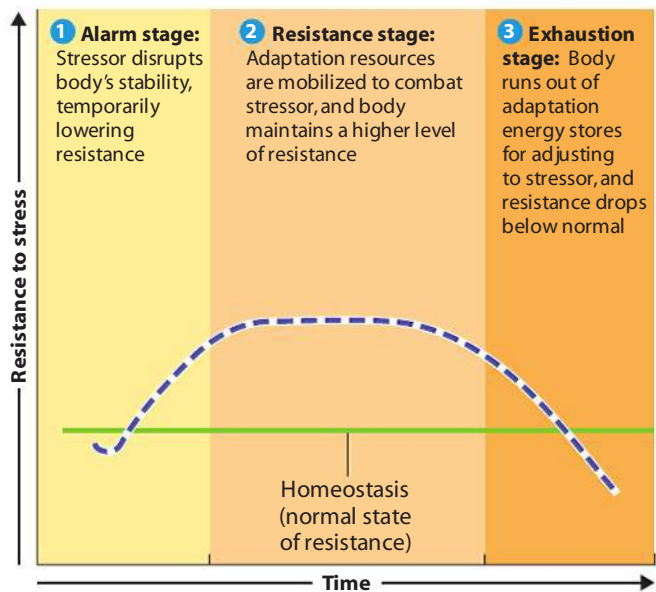 1 Alarm stage:
Stressor disrupts
body's stability,
temporarily
lowering
resistance
2 Resistance stage:
Adaptation resources
are mobilized to combat
stressor, and body
maintains a higher level
of resistance
3 Exhaustion
stage: Body
runs out of
adaptation
energy stores
for adjusting
to stressor, and
resistance drops
below normal
Resistance to stress
Homeostasis
(normal state
of resistance)
Time